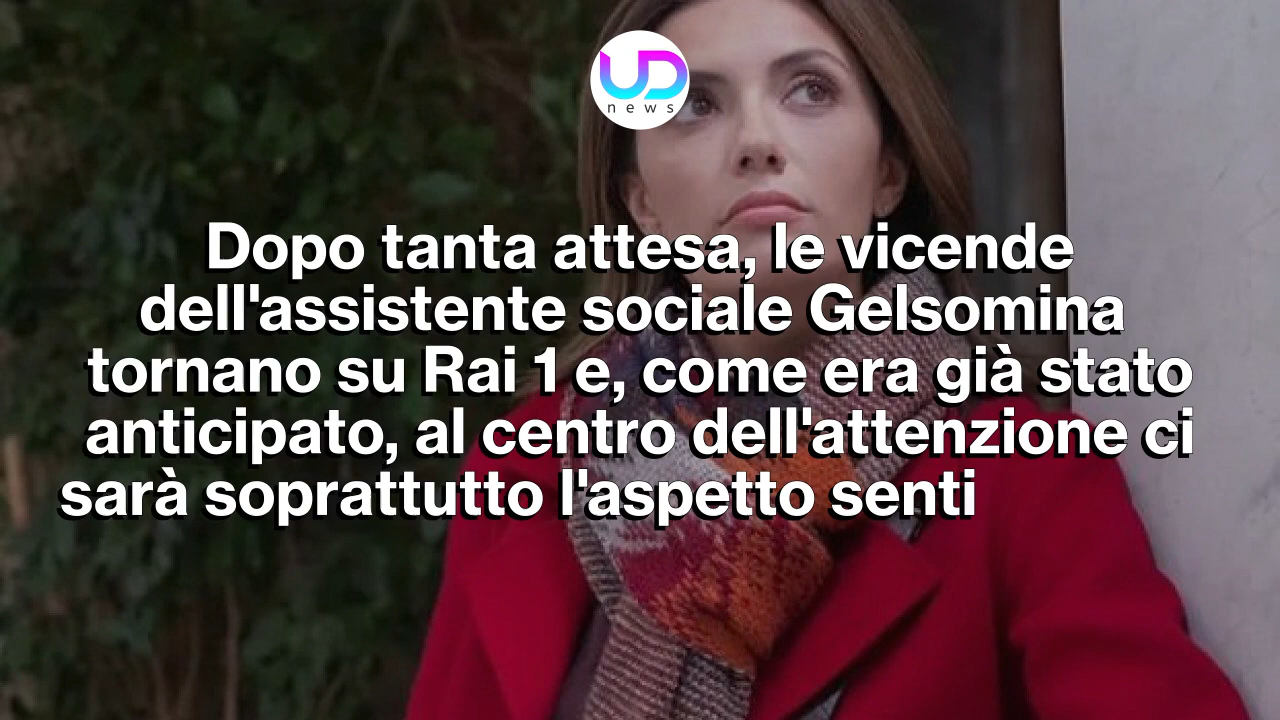 UD
news
Dopo tanta attesa, le vicende
dell'assistente sociale Gelsomina
tornano su Rai 1 e, come era già stato
anticipato, al centro dell'attenzione ci
sarà soprattutto l'aspetto senti